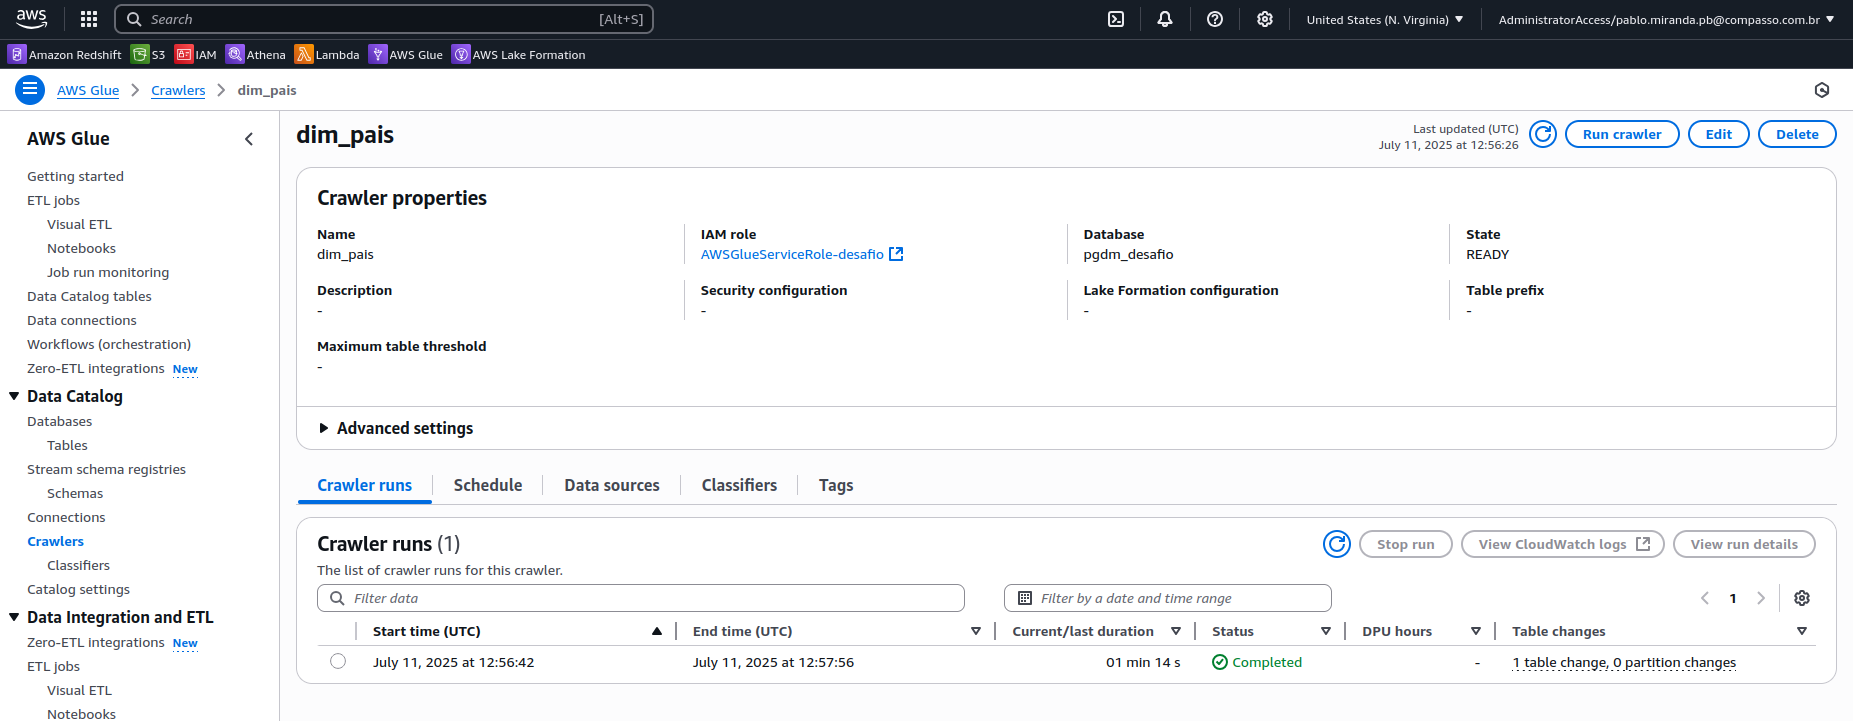 aws
Search [Alt+S]
United States (N. Virginia)
AdministratorAccess/pablo.miranda.pb@compasso.com.br
Amazon Redshift S3 IAM Athena Lambda AWS Glue AWS Lake Formation
AWS Glue Crawlers dim_pais
AWS Glue
Getting started
ETL jobs
Visual ETL
Notebooks
Job run monitoring
Data Catalog tables
Data connections
Workflows (orchestration)
Zero-ETL integrations New
Data Catalog
Databases
Tables
Stream schema registries
Schemas
Connections
Crawlers
Classifiers
Catalog settings
Data Integration and ETL
Zero-ETL integrations New
ETL jobs
Visual ETL
Notebooks
dim_pais
Last updated (UTC)
July 11, 2025 at 12:56:26
Run crawler
Edit
Delete
Crawler properties
Name
dim_pais
IAM role
AWSGlueServiceRole-desafio
Database
pgdm_desafio
State
READY
Description
-
Security configuration
-
Lake Formation configuration
-
Table prefix
-
Maximum table threshold
-
Advanced settings
Crawler runs Schedule Data sources Classifiers Tags
Crawler runs (1)
Stop run
View CloudWatch logs
View run details
The list of crawler runs for this crawler.
Filter data
Filter by a date and time range
1
Start time (UTC) End time (UTC) Current/last duration Status DPU hours Table changes
July 11, 2025 at 12:56:42 July 11, 2025 at 12:57:56 01 min 14 s Completed - 1 table change, 0 partition changes